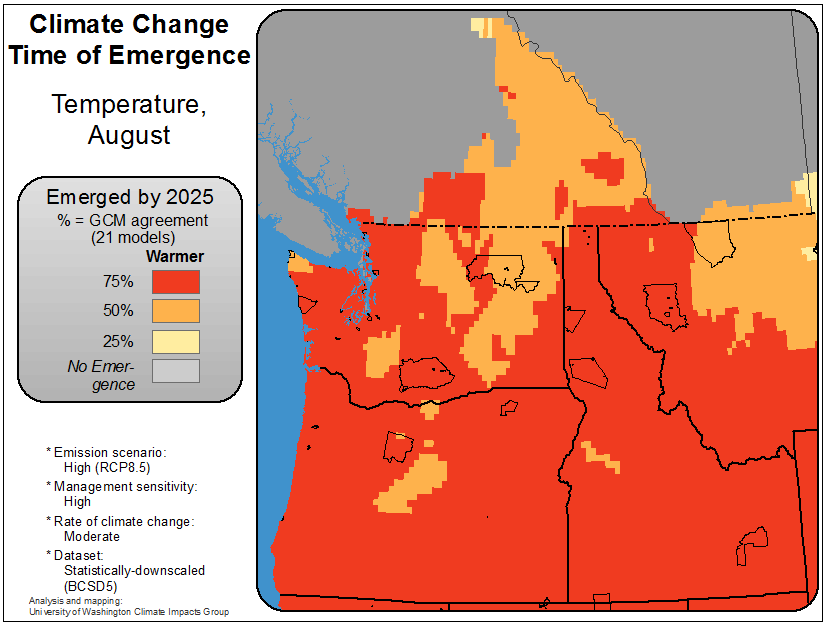 Climate Change
Time of Emergence
Temperature,
August
Emerged by 2025
% = GCM agreement
(21 models)
Warmer
75%
50%
25%
No Emer-
gence
* Emission scenario:
High (RCP8.5)
* Management sensitivity:
High
* Rate of climate change:
Moderate
* Dataset:
Statistically-downscaled
(BCSD5)
Analysis and mapping:
University of Washington Climate Impacts Group